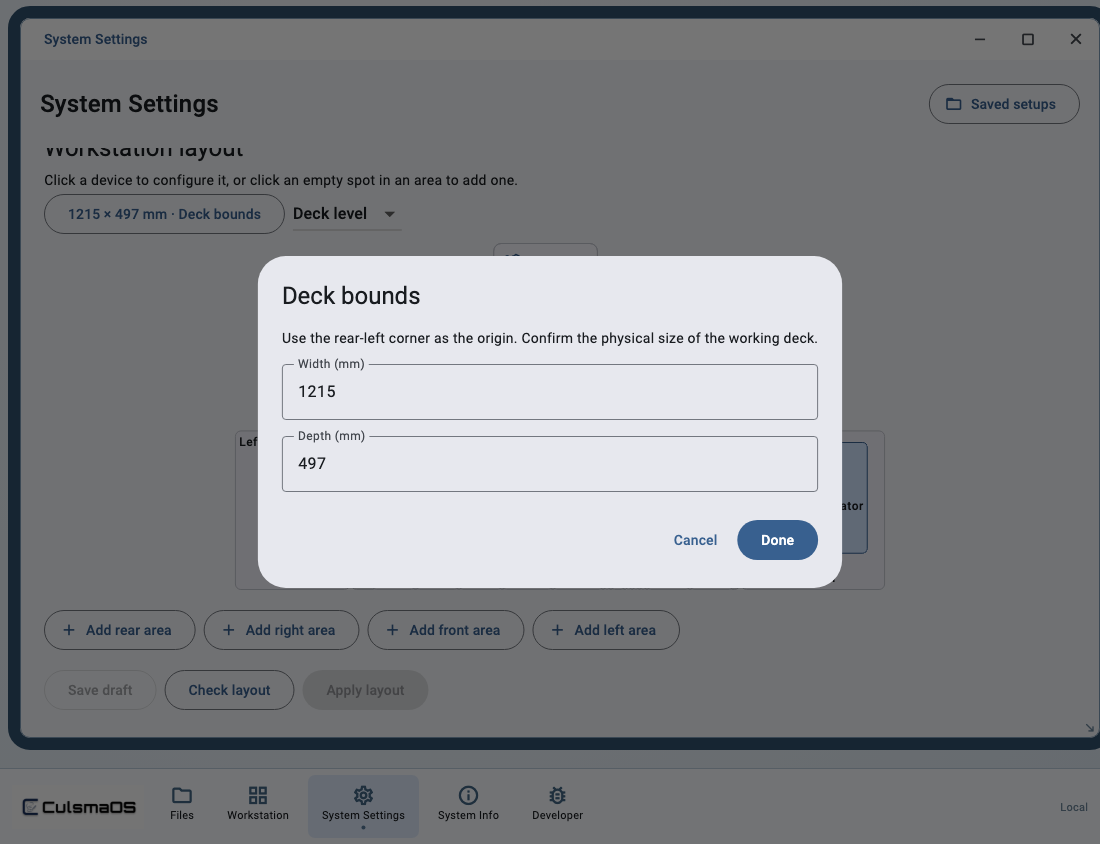 System Settings
System Settings
Saved setups
Workstation layout
Click a device to configure it, or click an empty spot in an area to add one.
1215 × 497 mm · Deck bounds
Deck level
Deck bounds
Use the rear-left corner as the origin. Confirm the physical size of the working deck.
Width (mm)
1215
Depth (mm)
497
Cancel
Done
Add rear area
Add right area
Add front area
Add left area
Save draft
Check layout
Apply layout
CulsmaOS
Files
Workstation
System Settings
System Info
Developer
Local